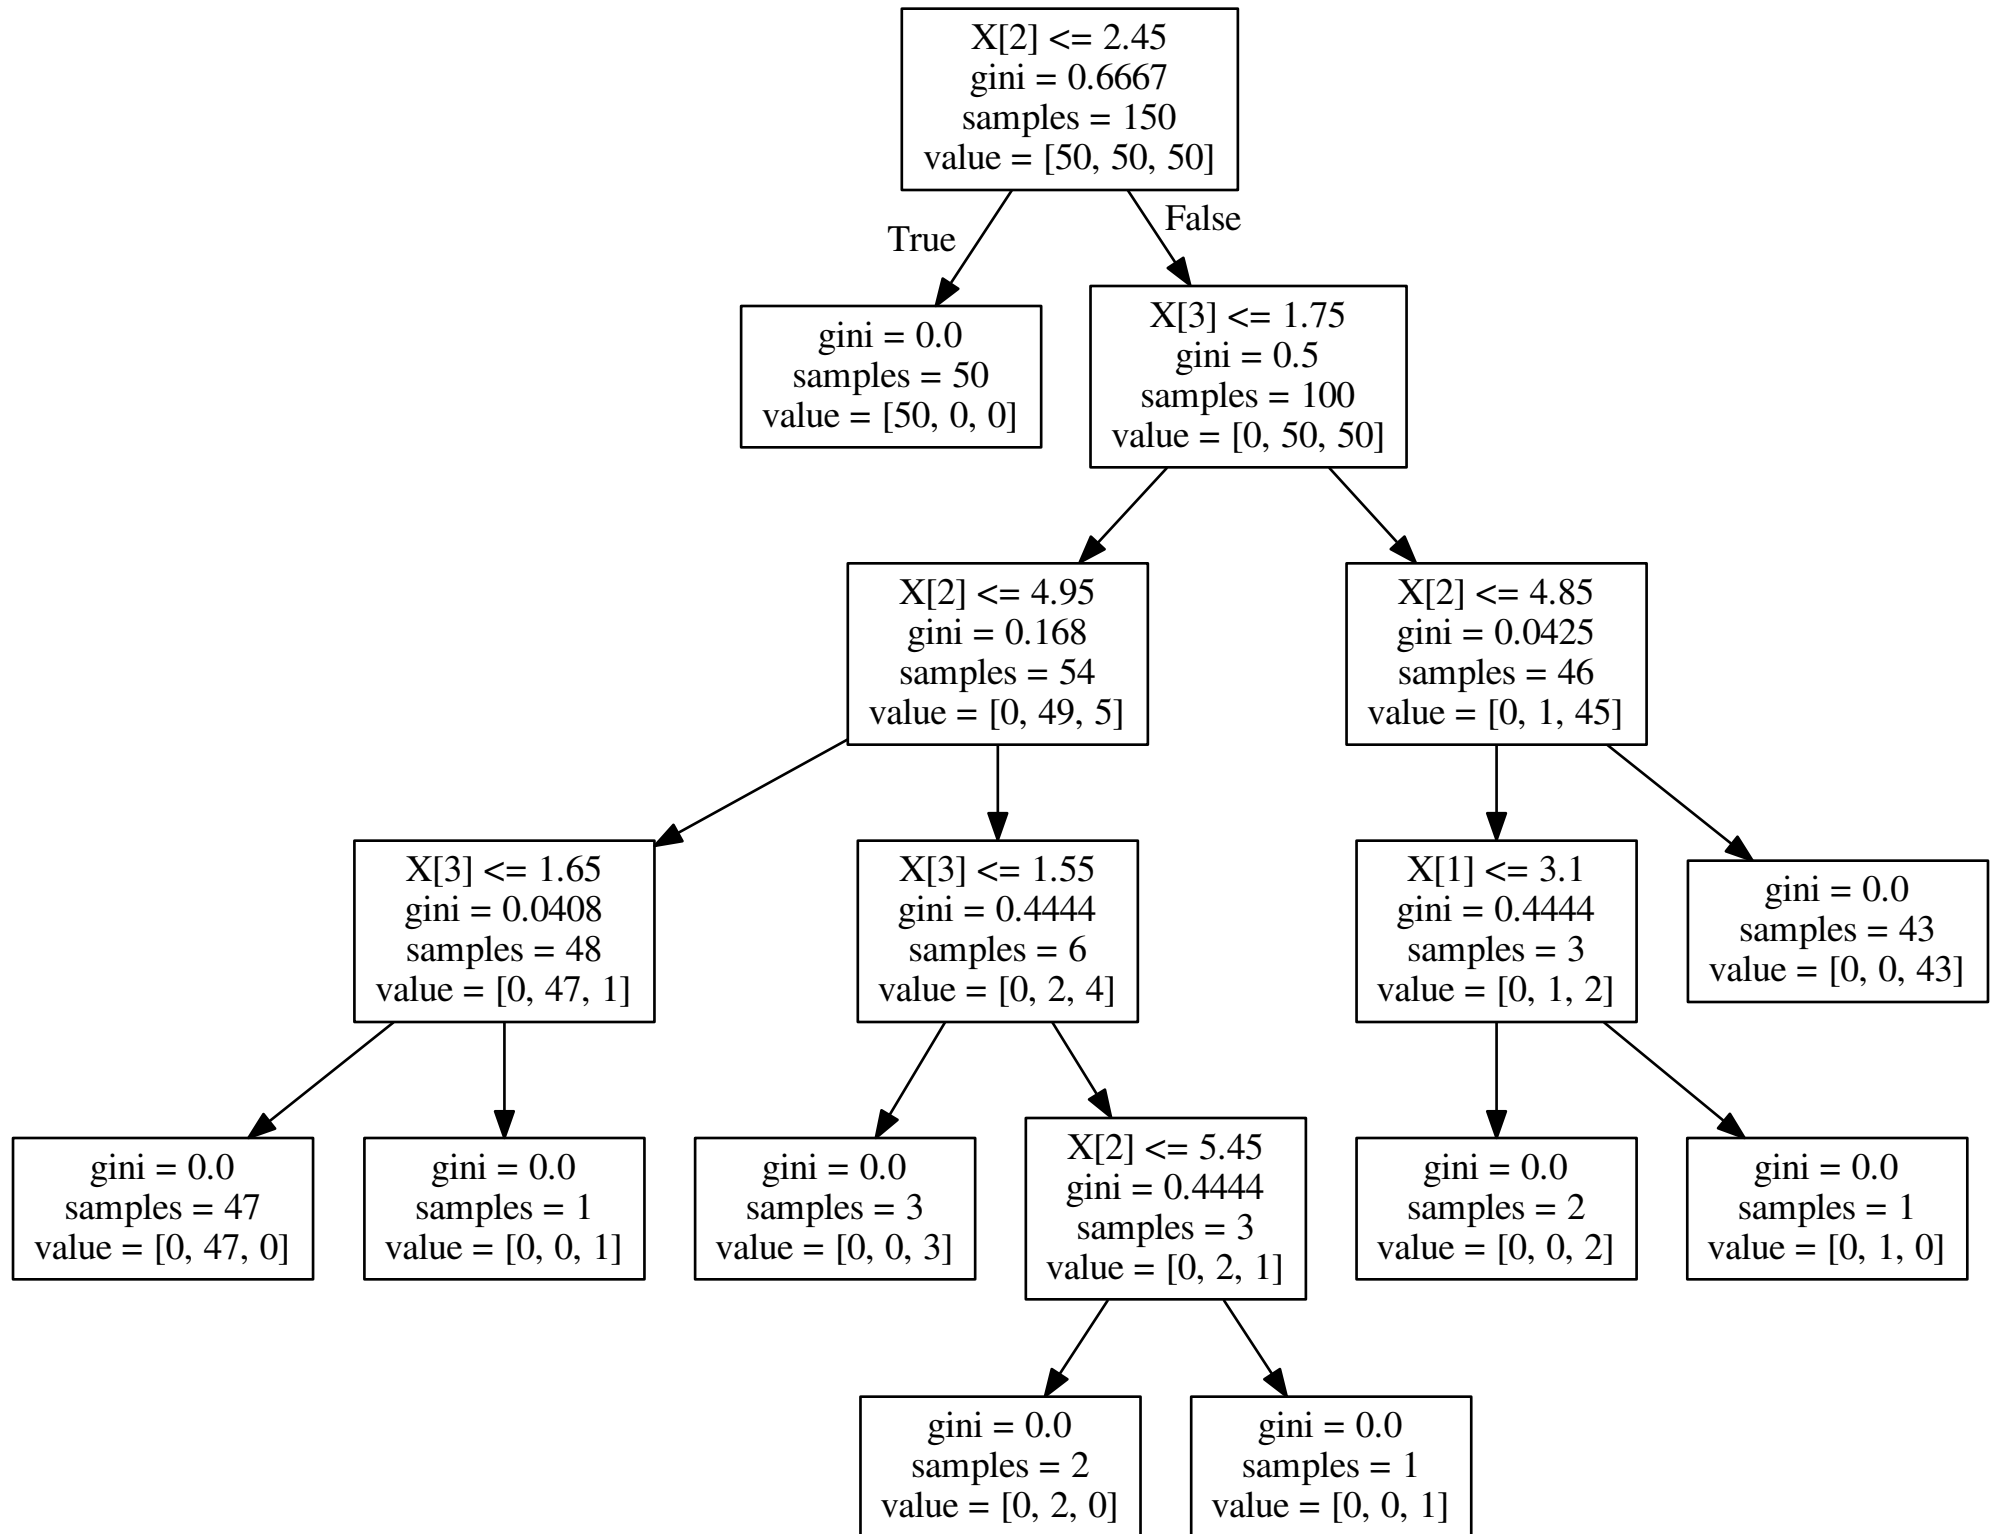 X[2] <= 2.45
gini = 0.6667
samples = 150
value = [50, 50, 50]
True
False
gini = 0.0
samples = 50
value = [50, 0, 0]
X[3] <= 1.75
gini = 0.5
samples = 100
value = [0, 50, 50]
X[2] <= 4.95
gini = 0.168
samples = 54
value = [0, 49, 5]
X[2] <= 4.85
gini = 0.0425
samples = 46
value = [0, 1, 45]
X[3] <= 1.65
gini = 0.0408
samples = 48
value = [0, 47, 1]
X[3] <= 1.55
gini = 0.4444
samples = 6
value = [0, 2, 4]
X[1] <= 3.1
gini = 0.4444
samples = 3
value = [0, 1, 2]
gini = 0.0
samples = 43
value = [0, 0, 43]
gini = 0.0
samples = 47
value = [0, 47, 0]
gini = 0.0
samples = 1
value = [0, 0, 1]
gini = 0.0
samples = 3
value = [0, 0, 3]
X[2] <= 5.45
gini = 0.4444
samples = 3
value = [0, 2, 1]
gini = 0.0
samples = 2
value = [0, 0, 2]
gini = 0.0
samples = 1
value = [0, 1, 0]
gini = 0.0
samples = 2
value = [0, 2, 0]
gini = 0.0
samples = 1
value = [0, 0, 1]